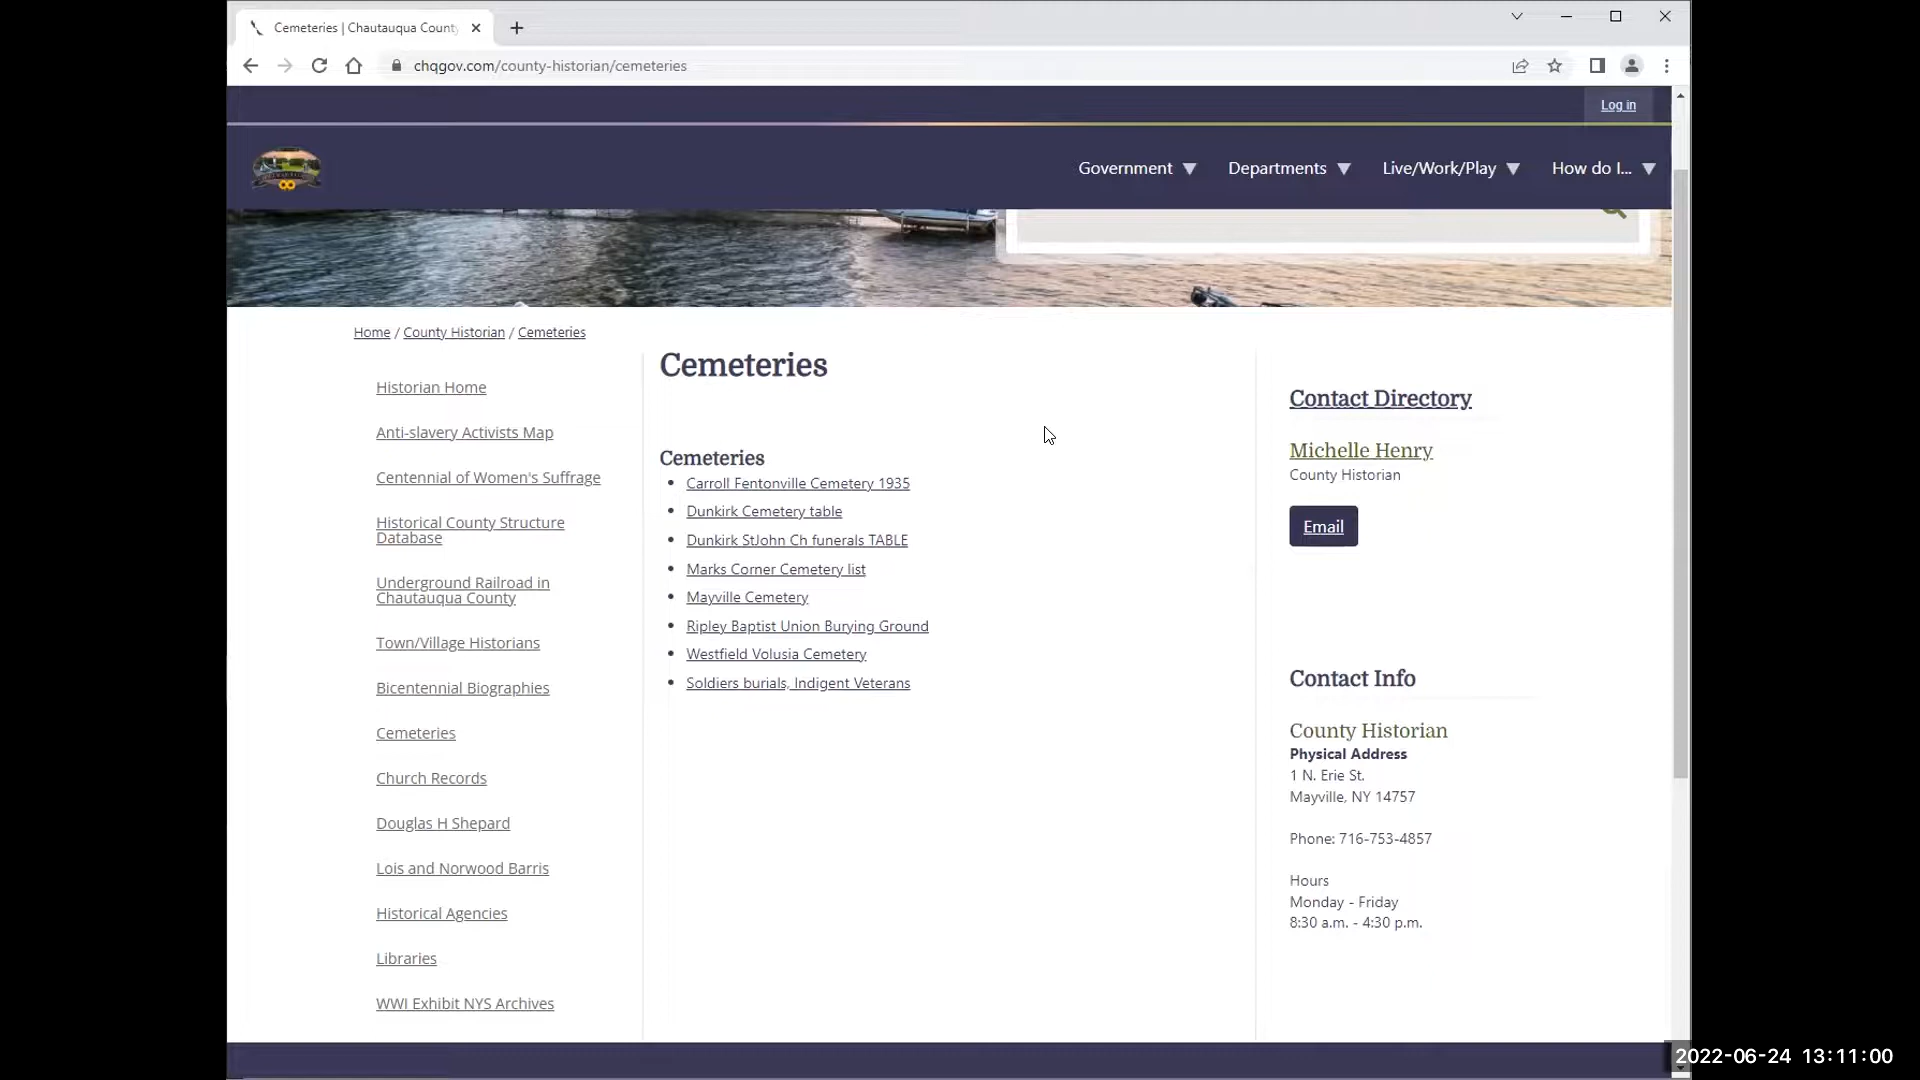 Cemeteries | Chautauqua County
chqgov.com/county-historian/cemeteries
Log in
Government
Departments
Live/Work/Play
How do I...
Home / County Historian / Cemeteries
Historian Home
Anti-slavery Activists Map
Centennial of Women's Suffrage
Historical County Structure
Database
Underground Railroad in
Chautauqua County
Town/Village Historians
Bicentennial Biographies
Cemeteries
Church Records
Douglas H Shepard
Lois and Norwood Barris
Historical Agencies
Libraries
WWI Exhibit NYS Archives
Cemeteries
Cemeteries
Carroll Fentonville Cemetery 1935
Dunkirk Cemetery table
Dunkirk StJohn Ch funerals TABLE
Marks Corner Cemetery list
Mayville Cemetery
Ripley Baptist Union Burying Ground
Westfield Volusia Cemetery
Soldiers burials, Indigent Veterans
Contact Directory
Michelle Henry
County Historian
Email
Contact Info
County Historian
Physical Address
1 N. Erie St.
Mayville, NY 14757
Phone: 716-753-4857
Hours
Monday - Friday
8:30 a.m. - 4:30 p.m.
2022-06-24 13:11:00